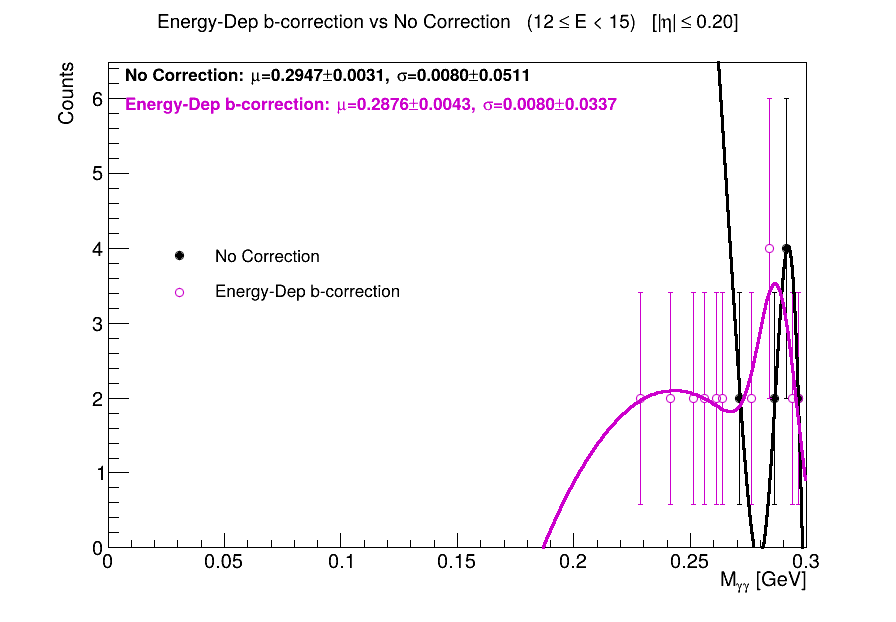 Energy-Dep b-correction vs No Correction (12 ≤ E < 15) [|η| ≤ 0.20]
Counts
No Correction: μ=0.2947±0.0031, σ=0.0080±0.0511
Energy-Dep b-correction: μ=0.2876±0.0043, σ=0.0080±0.0337
No Correction
Energy-Dep b-correction
6
5
4
3
2
1
0
0 0.05 0.1 0.15 0.2 0.25 0.3
Mγγ [GeV]